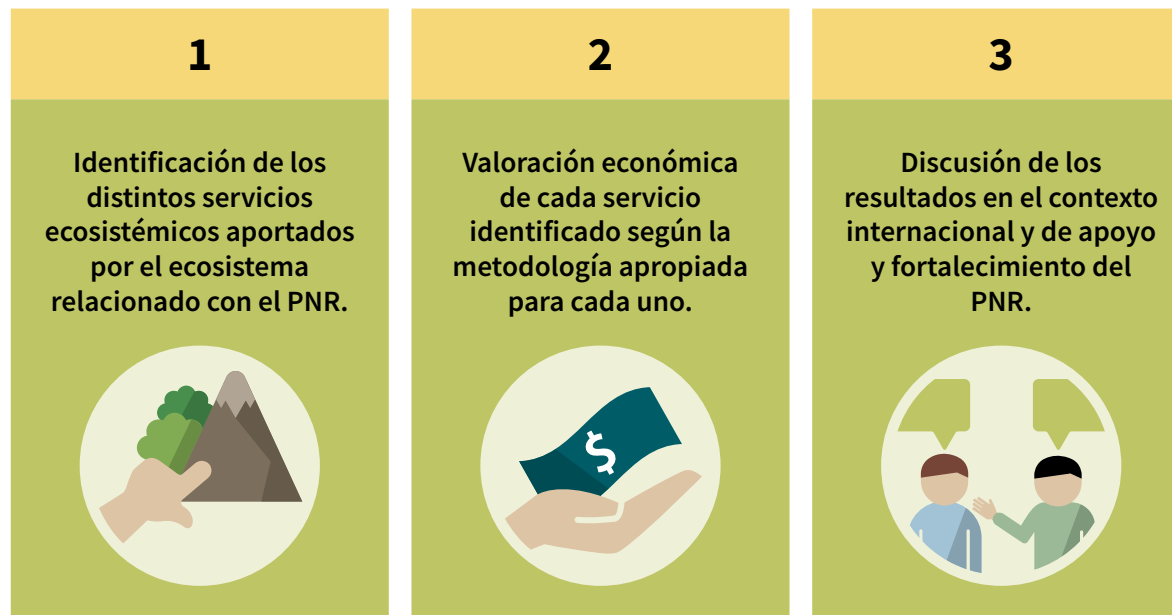 1
Identificación de los
distintos servicios
ecosistémicos aportados
por el ecosistema
relacionado con el PNR.
2
Valoración económica
de cada servicio
identificado según la
metodología apropiada
para cada uno.
$
3
Discusión de los
resultados en el contexto
internacional y de apoyo
y fortalecimiento del
PNR.